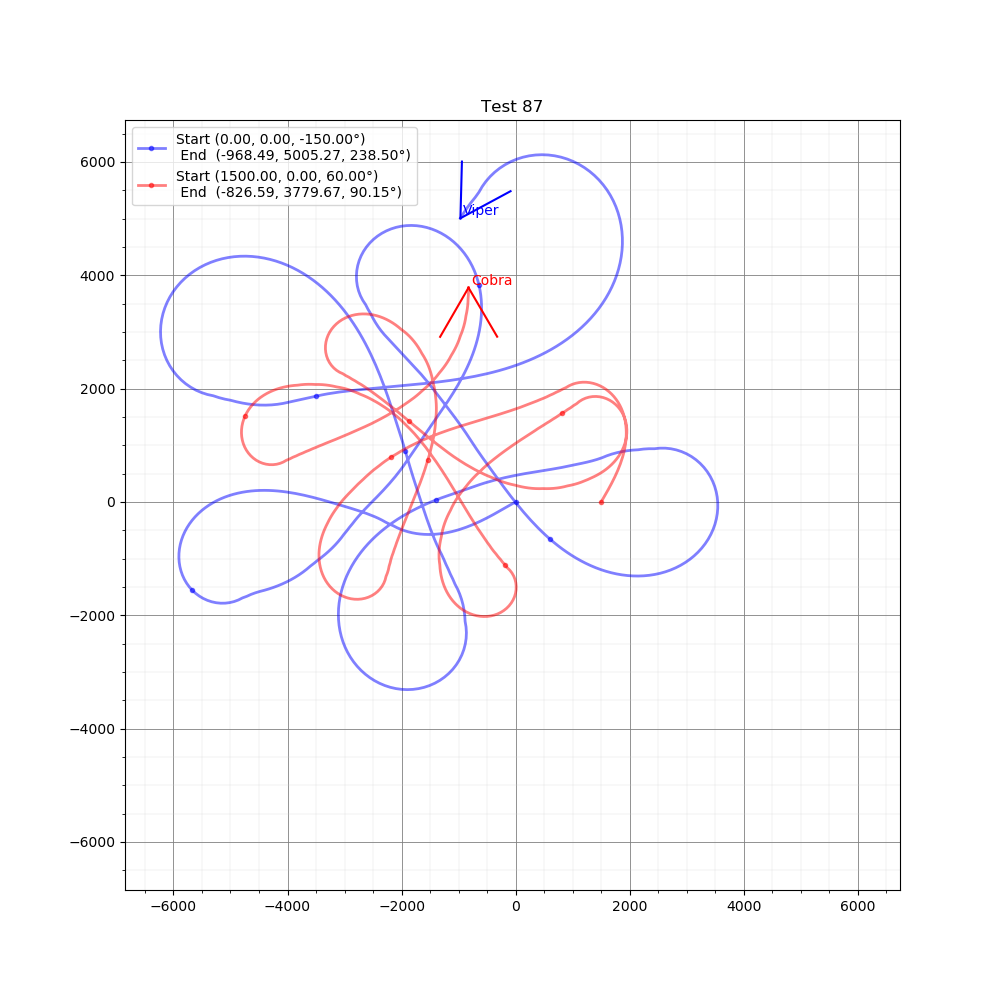 Test 87
Start (0.00, 0.00, -150.00°)
End (-968.49, 5005.27, 238.50°)
Start (1500.00, 0.00, 60.00°)
End (-826.59, 3779.67, 90.15°)
Viper
Cobra
6000
4000
2000
0
−2000
−4000
−6000
−6000 −4000 −2000 0 2000 4000 6000